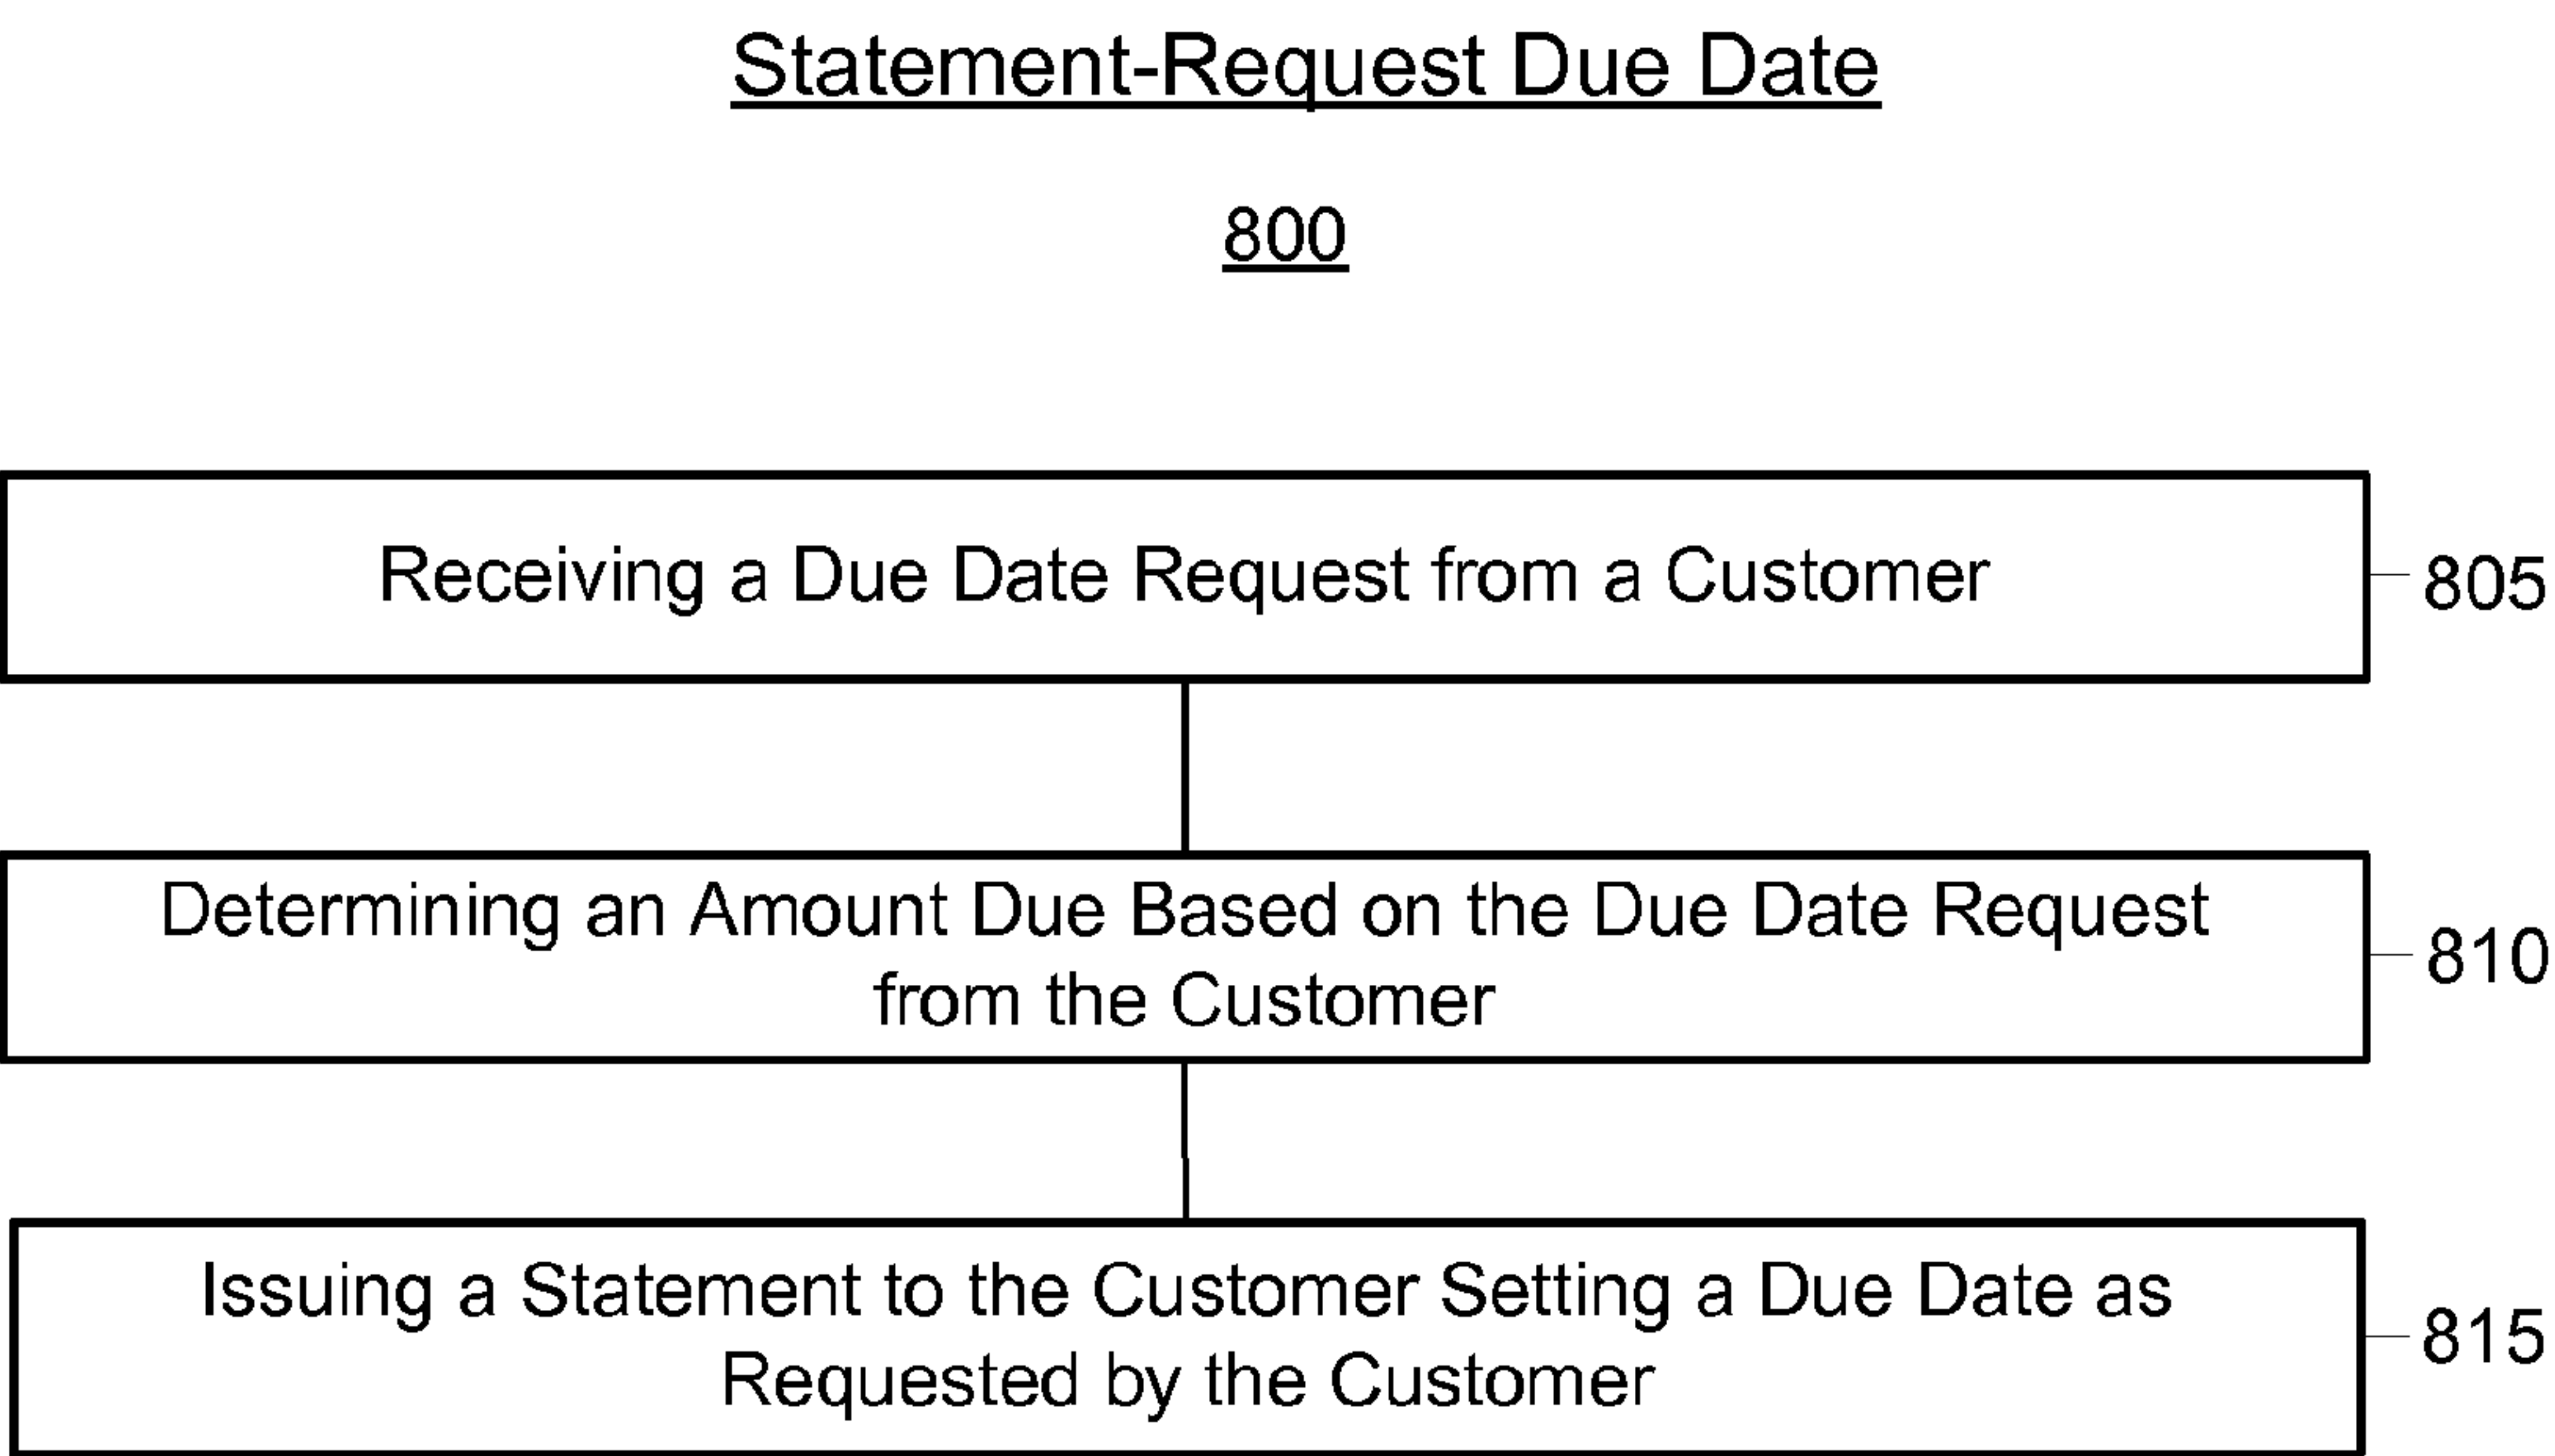 Statement-Request Due Date
800
Receiving a Due Date Request from a Customer
805
Determining an Amount Due Based on the Due Date Request
from the Customer
810
Issuing a Statement to the Customer Setting a Due Date as
Requested by the Customer
815